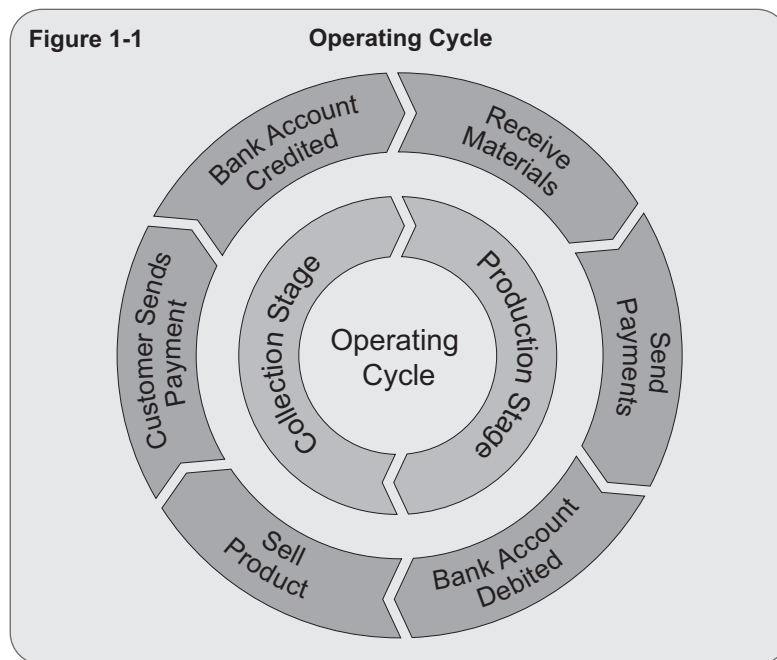 Figure 1-1
Operating Cycle
Receive
Materials
Send
Payments
Bank Account
Debited
Sell
Product
Customer Sends
Payment
Bank Account
Credited
Production Stage
Collection Stage
Operating
Cycle